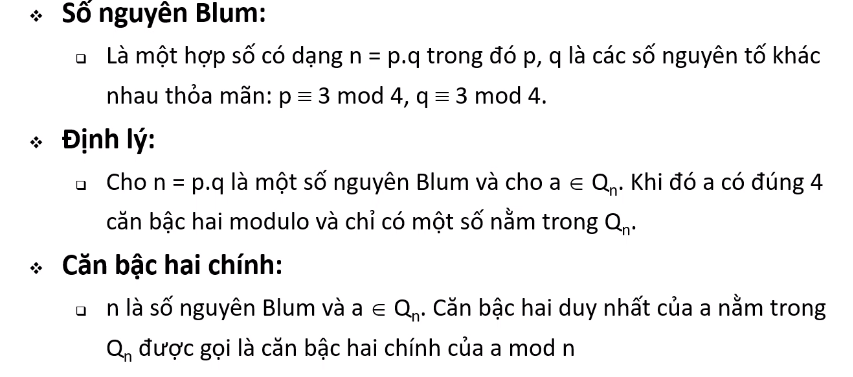 ❖ Số nguyên Blum:
❑ Là một hợp số có dạng n = p.q trong đó p, q là các số nguyên tố khác
nhau thỏa mãn: p ≡ 3 mod 4, q ≡ 3 mod 4.
❖ Định lý:
❑ Cho n = p.q là một số nguyên Blum và cho a ∈ Qₙ. Khi đó a có đúng 4
căn bậc hai modulo và chỉ có một số nằm trong Qₙ.
❖ Căn bậc hai chính:
❑ n là số nguyên Blum và a ∈ Qₙ. Căn bậc hai duy nhất của a nằm trong
Qₙ được gọi là căn bậc hai chính của a mod n